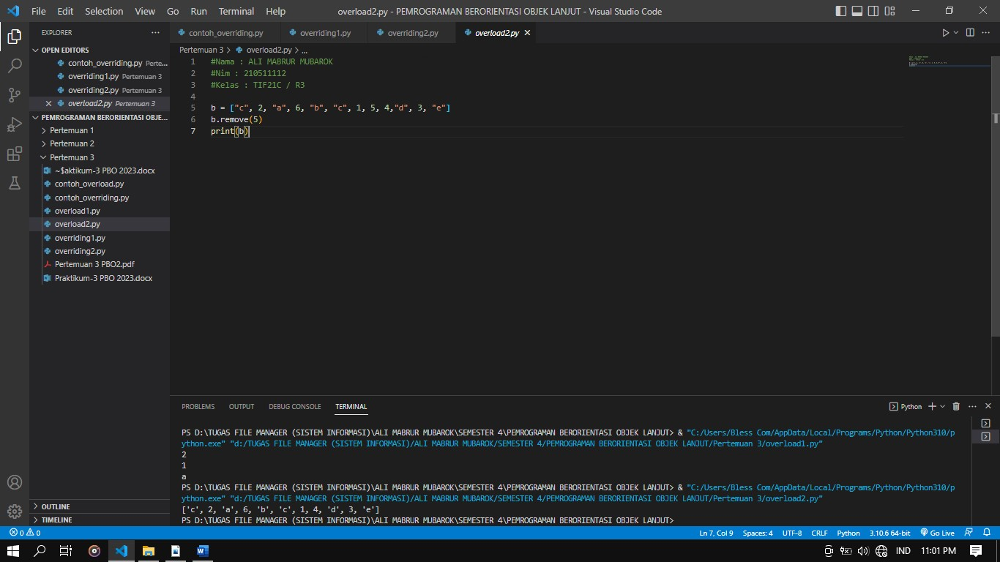 File Edit Selection View Go Run Terminal Help overload2.py - PEMROGRAMAN BERORIENTASI OBJEK LANJUT - Visual Studio Code
EXPLORER
OPEN EDITORS
contoh_overriding.py Perte...
overriding1.py Pertemuan 3
overriding2.py Pertemuan 3
overload2.py Pertemuan 3
PEMROGRAMAN BERORIENTASI OBJE...
Pertemuan 1
Pertemuan 2
Pertemuan 3
~$aktikum-3 PBO 2023.docx
contoh_overload.py
contoh_overriding.py
overload1.py
overload2.py
overriding1.py
overriding2.py
Pertemuan 3 PBO2.pdf
Praktikum-3 PBO 2023.docx
OUTLINE
TIMELINE
contoh_overriding.py overriding1.py overriding2.py overload2.py
Pertemuan 3 > overload2.py > ...
1 #Nama : ALI MABRUR MUBAROK
2 #Nim : 210511112
3 #Kelas : TIF21C / R3
4
5 b = ["c", 2, "a", 6, "b", "c", 1, 5, 4,"d", 3, "e"]
6 b.remove(5)
7 print(b)
PROBLEMS OUTPUT DEBUG CONSOLE TERMINAL Python
PS D:\TUGAS FILE MANAGER (SISTEM INFORMASI)\ALI MABRUR MUBAROK\SEMESTER 4\PEMROGRAMAN BERORIENTASI OBJEK LANJUT> & "C:/Users/Bless Com/AppData/Local/Programs/Python/Python310/p
ython.exe" "d:/TUGAS FILE MANAGER (SISTEM INFORMASI)/ALI MABRUR MUBAROK/SEMESTER 4/PEMROGRAMAN BERORIENTASI OBJEK LANJUT/Pertemuan 3/overload1.py"
2
1
a
PS D:\TUGAS FILE MANAGER (SISTEM INFORMASI)\ALI MABRUR MUBAROK\SEMESTER 4\PEMROGRAMAN BERORIENTASI OBJEK LANJUT> & "C:/Users/Bless Com/AppData/Local/Programs/Python/Python310/p
ython.exe" "d:/TUGAS FILE MANAGER (SISTEM INFORMASI)/ALI MABRUR MUBAROK/SEMESTER 4/PEMROGRAMAN BERORIENTASI OBJEK LANJUT/Pertemuan 3/overload2.py"
['c', 2, 'a', 6, 'b', 'c', 1, 4, 'd', 3, 'e']
PS D:\TUGAS FILE MANAGER (SISTEM INFORMASI)\ALI MABRUR MUBAROK\SEMESTER 4\PEMROGRAMAN BERORIENTASI OBJEK LANJUT>
0 0 Ln 7, Col 9 Spaces: 4 UTF-8 CRLF Python 3.10.6 64-bit Go Live
IND 11:01 PM